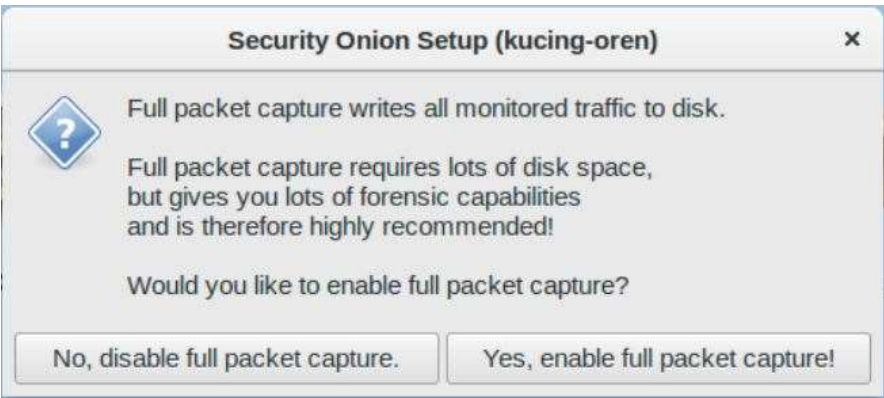 Security Onion Setup (kucing-oren)
Full packet capture writes all monitored traffic to disk.
Full packet capture requires lots of disk space,
but gives you lots of forensic capabilities
and is therefore highly recommended!
Would you like to enable full packet capture?
No, disable full packet capture.
Yes, enable full packet capture!